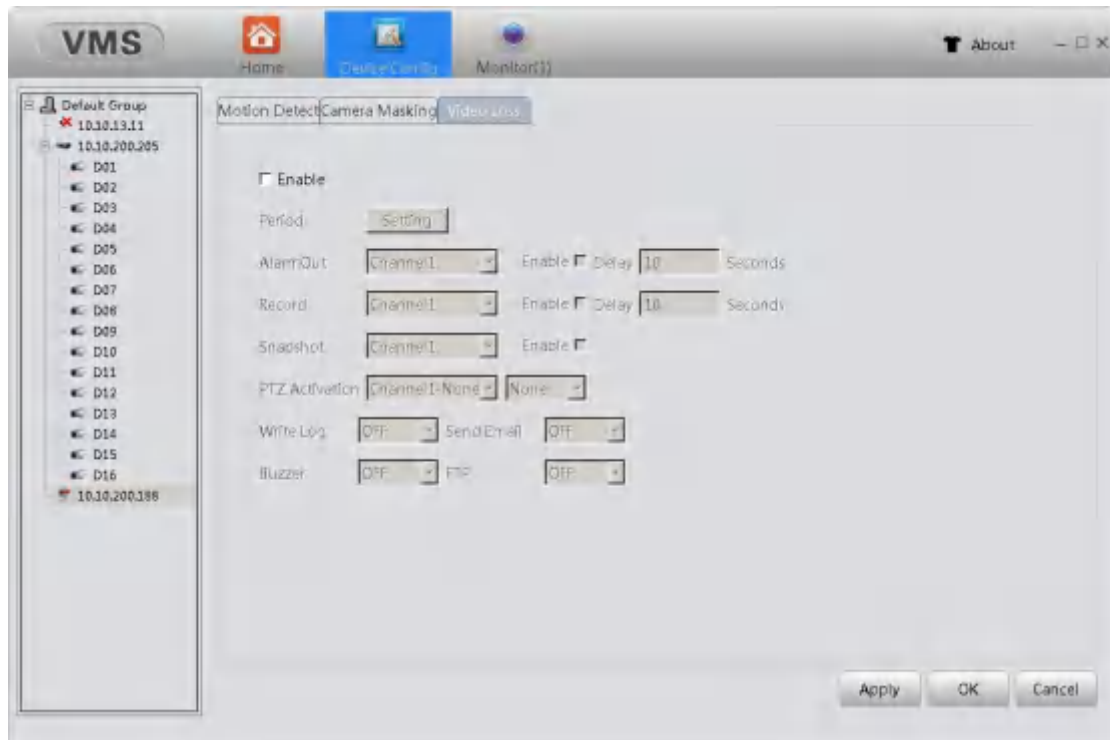 VMS
Home
DeviceConfig
Monitor(1)
About
Default Group
10.10.13.11
10.10.200.205
D01
D02
D03
D04
D05
D06
D07
D08
D09
D10
D11
D12
D13
D14
D15
D16
10.10.200.188
Motion Detect Camera Masking Video Loss
Enable
Period Setting
AlarmOut Channel1 Enable Delay 10 Seconds
Record Channel1 Enable Delay 10 Seconds
Snapshot Channel1 Enable
PTZ Activation Channel1-None None
Write Log OFF Send Email OFF
Buzzer OFF FTP OFF
Apply OK Cancel